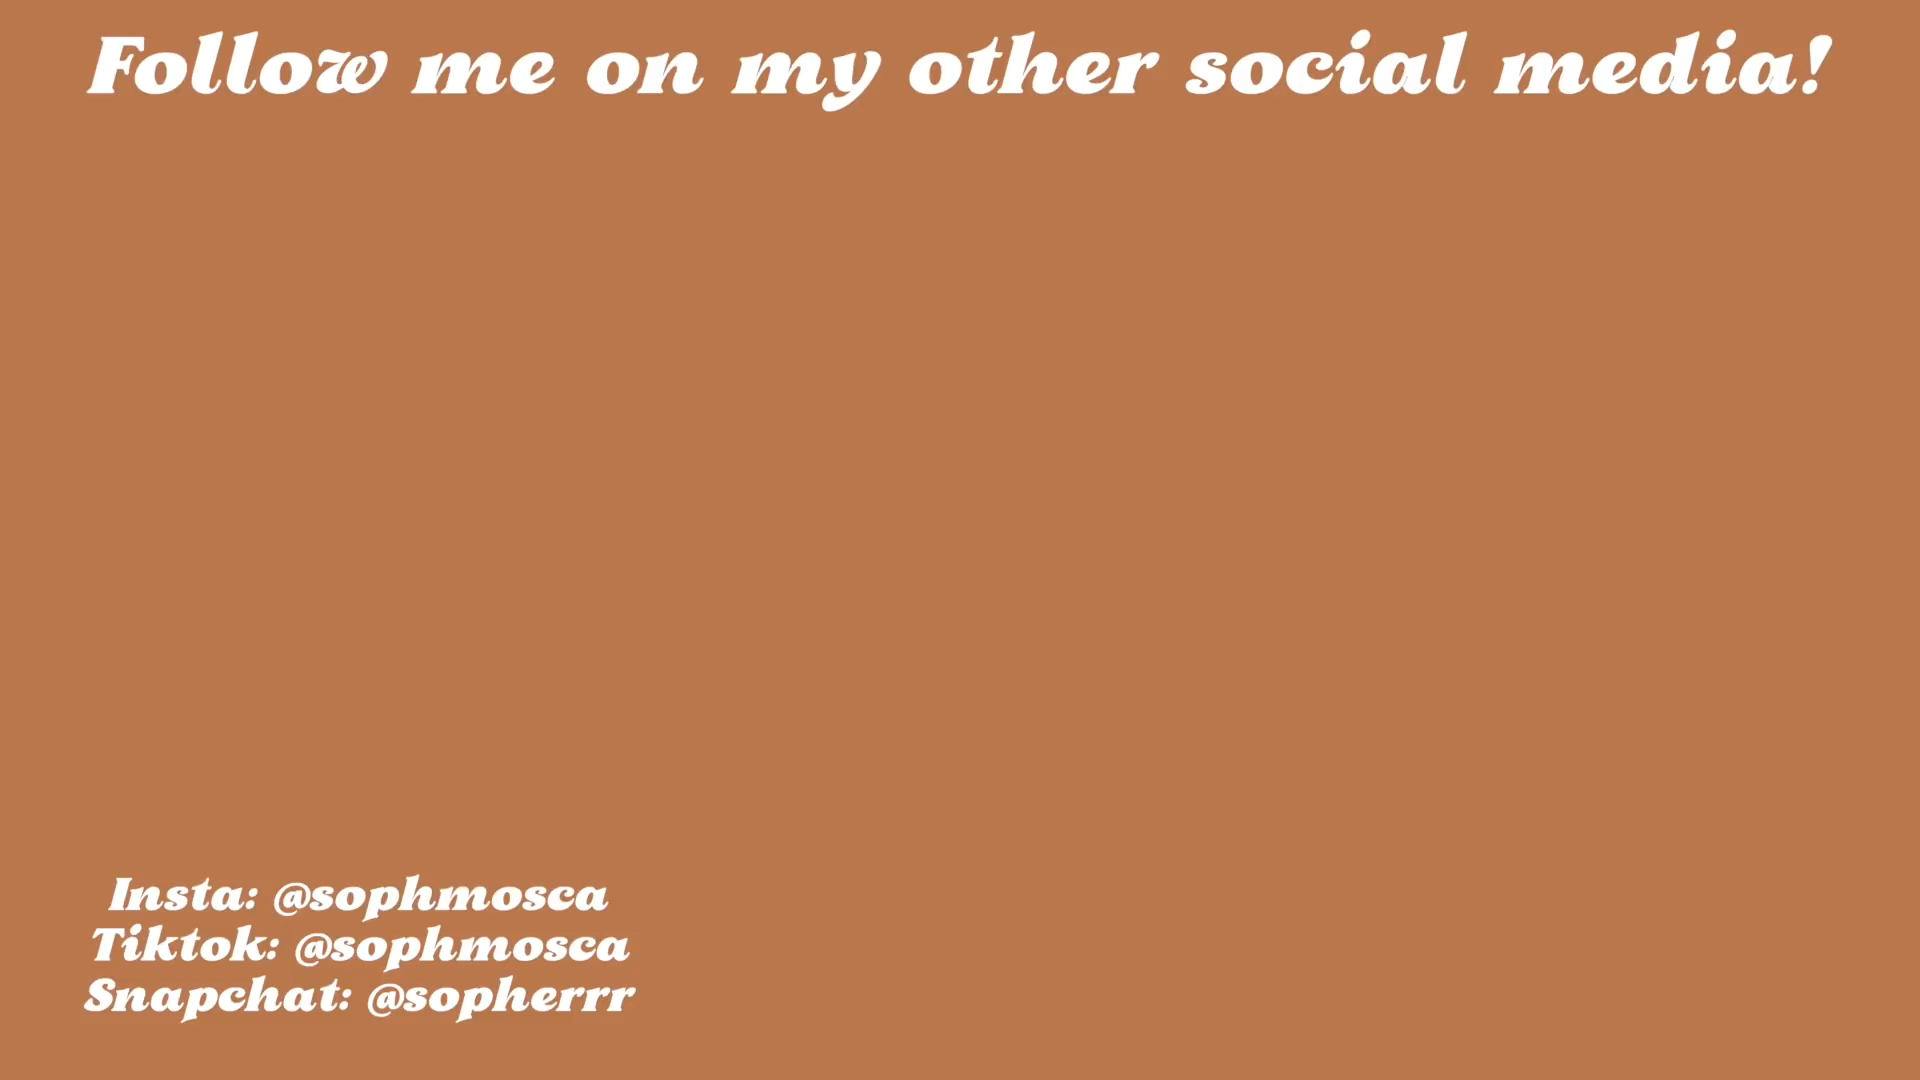 Follow me on my other social media!
Insta: @sophmosca
Tiktok: @sophmosca
Snapchat: @sopherrr